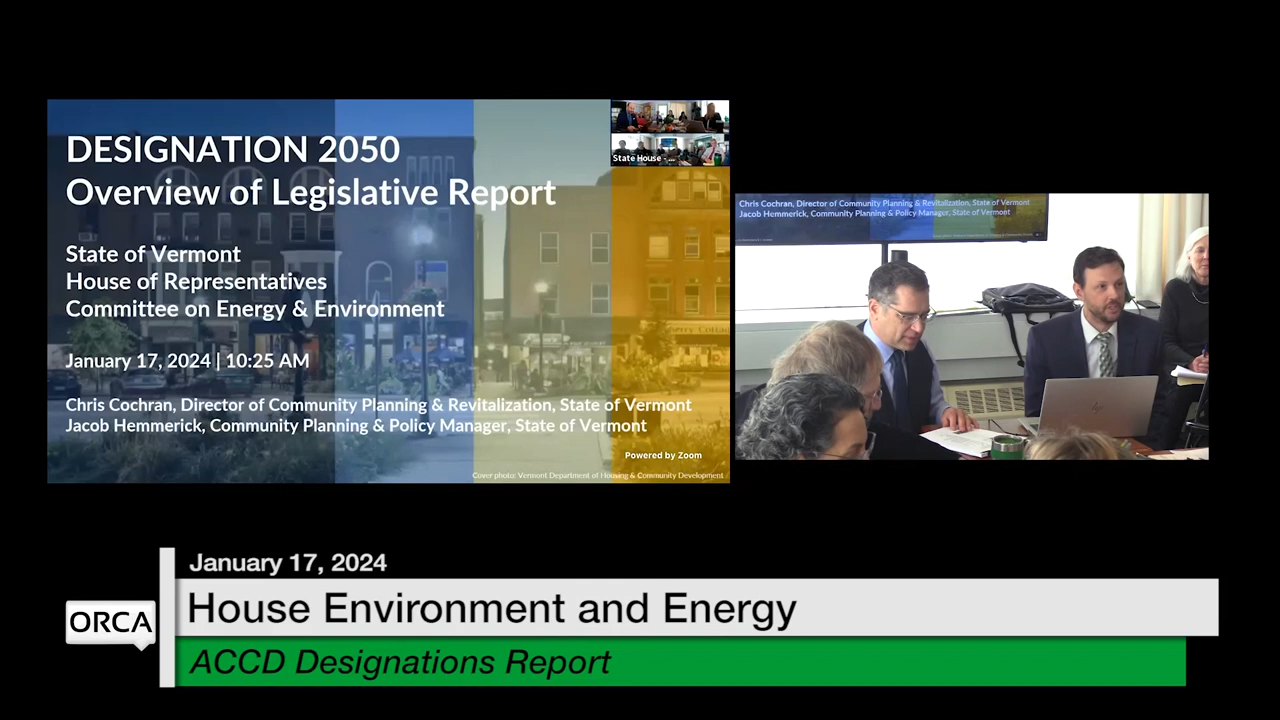 DESIGNATION 2050
Overview of Legislative Report
State House - ...
State of Vermont
House of Representatives
Committee on Energy & Environment
January 17, 2024 | 10:25 AM
Chris Cochran, Director of Community Planning & Revitalization, State of Vermont
Jacob Hemmerick, Community Planning & Policy Manager, State of Vermont
Powered by Zoom
Cover photo: Vermont Department of Housing & Community Development
Chris Cochran, Director of Community Planning & Revitalization, State of Vermont
Jacob Hemmerick, Community Planning & Policy Manager, State of Vermont
hp
January 17, 2024
ORCA
House Environment and Energy
ACCD Designations Report